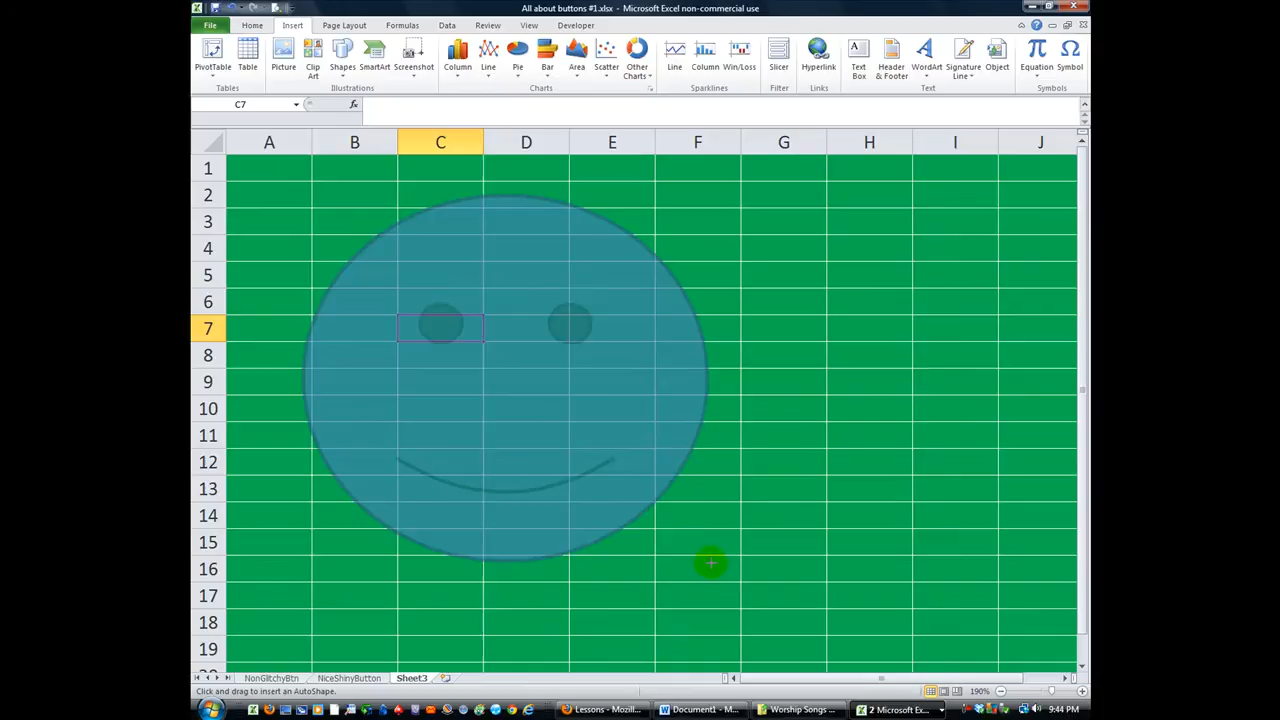 All about buttons #1.xlsx - Microsoft Excel non-commercial use
File Home Insert Page Layout Formulas Data Review View Developer
PivotTable Table Picture Clip Art Shapes SmartArt Screenshot Column Line Pie Bar Area Scatter Other Charts Line Column Win/Loss Slicer Hyperlink Text Box Header & Footer WordArt Signature Line Object Equation Symbol
Tables Illustrations Charts Sparklines Filter Links Text Symbols
C7 fx
A B C D E F G H I J
1
2
3
4
5
6
7
8
9
10
11
12
13
14
15
16
17
18
19
NonGlitchyBtn NiceShinyButton Sheet3
Click and drag to insert an AutoShape. 190%
Lessons - Mozill... Document1 - M... Worship Songs ... 2 Microsoft Ex... 9:44 PM